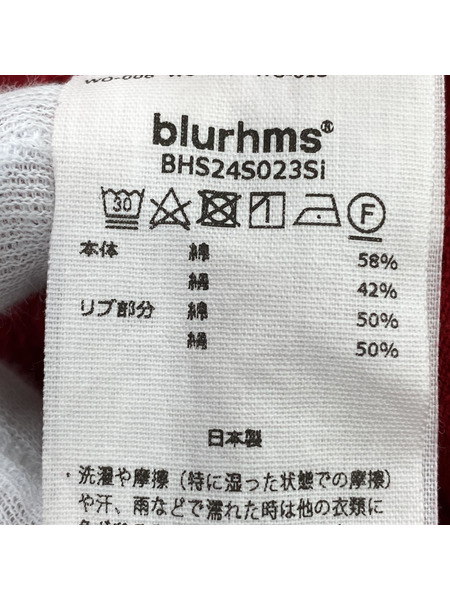 blurhms®
BHS24S023Si
30 F
本体 綿 58%
絹 42%
リブ部分 綿 50%
絹 50%
日本製
・洗濯や摩擦（特に湿った状態での摩擦）
や汗、雨などで濡れた時は他の衣類に